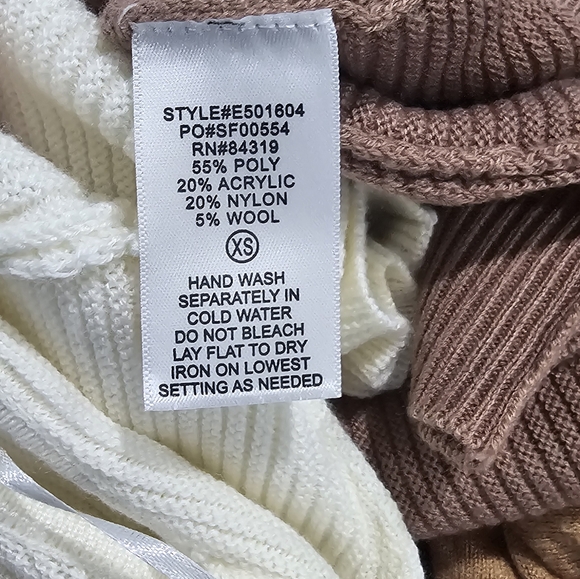 STYLE#E501604
PO#SF00554
RN#84319
55% POLY
20% ACRYLIC
20% NYLON
5% WOOL
XS
HAND WASH
SEPARATELY IN
COLD WATER
DO NOT BLEACH
LAY FLAT TO DRY
IRON ON LOWEST
SETTING AS NEEDED